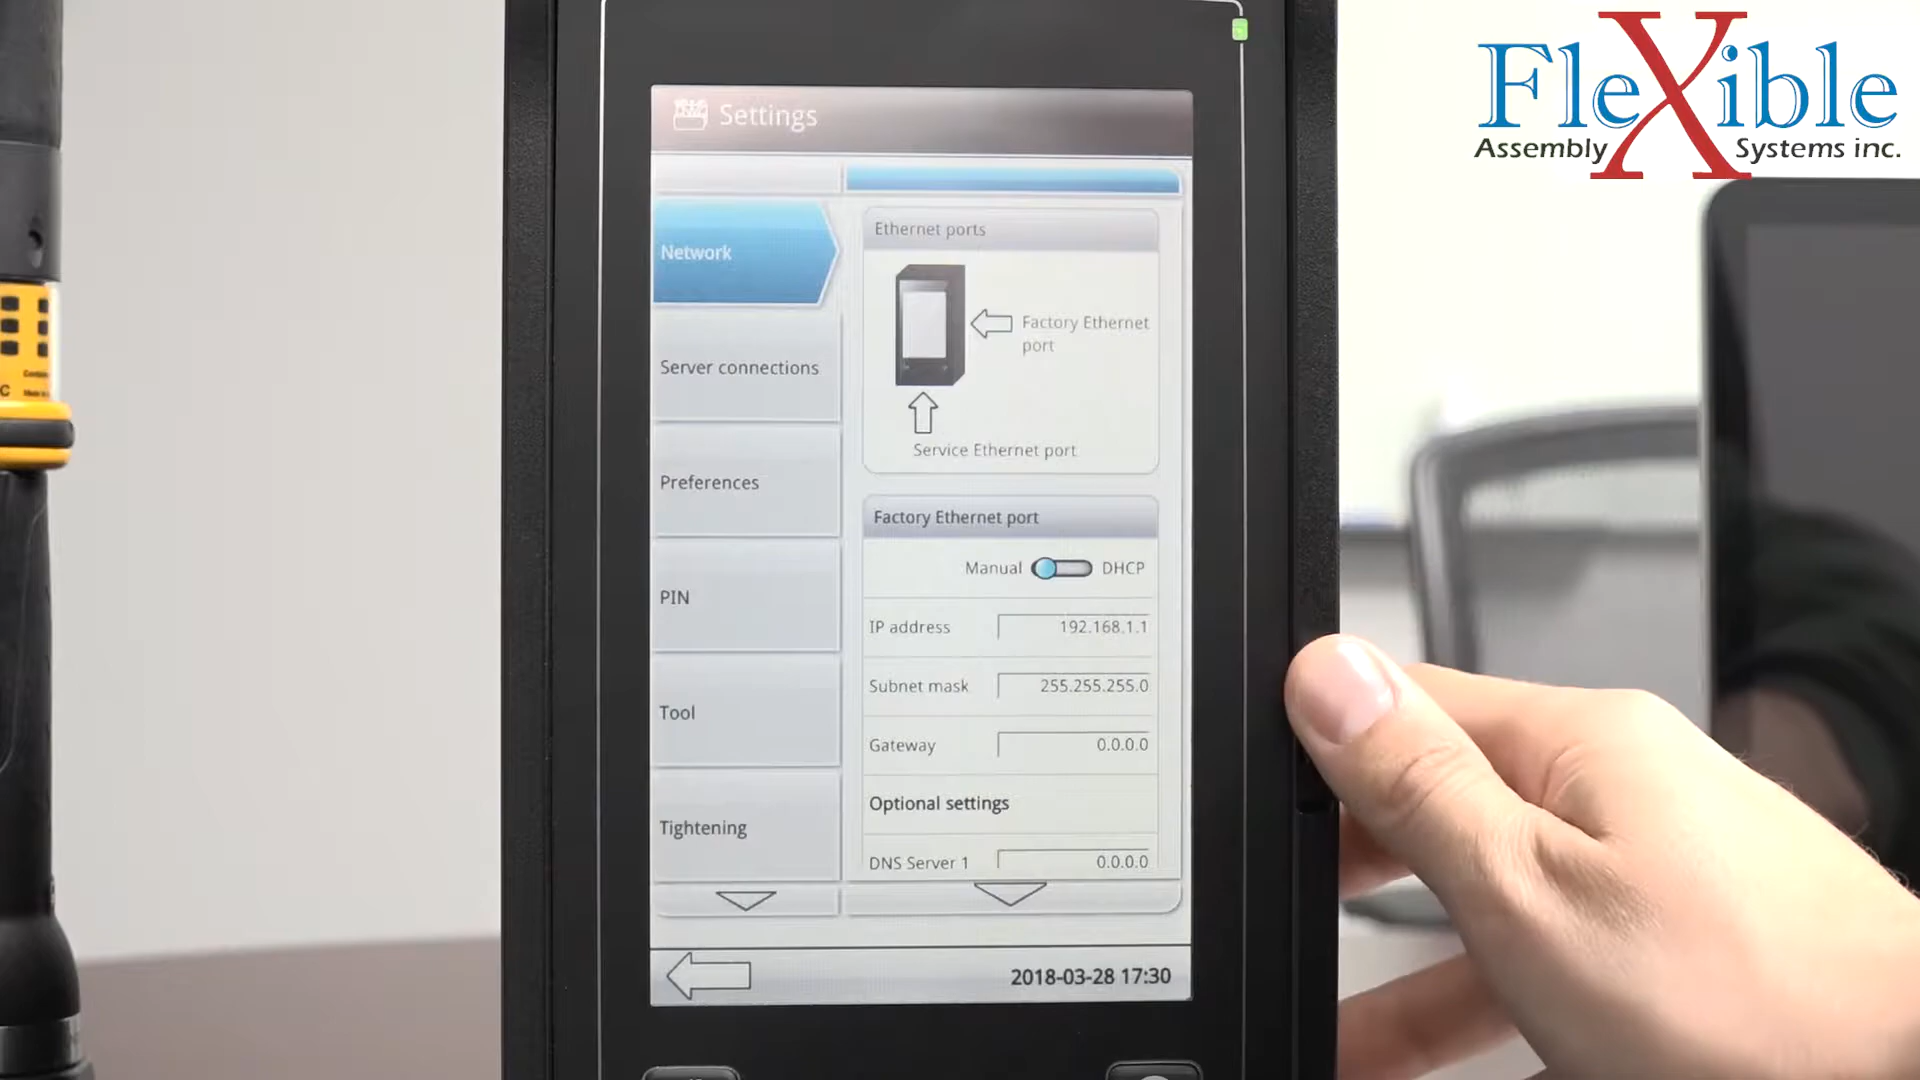 FleXible
Assembly Systems inc.
Settings
Network
Server connections
Preferences
PIN
Tool
Tightening
Ethernet ports
Factory Ethernet
port
Service Ethernet port
Factory Ethernet port
Manual DHCP
IP address 192.168.1.1
Subnet mask 255.255.255.0
Gateway 0.0.0.0
Optional settings
DNS Server 1 0.0.0.0
2018-03-28 17:30